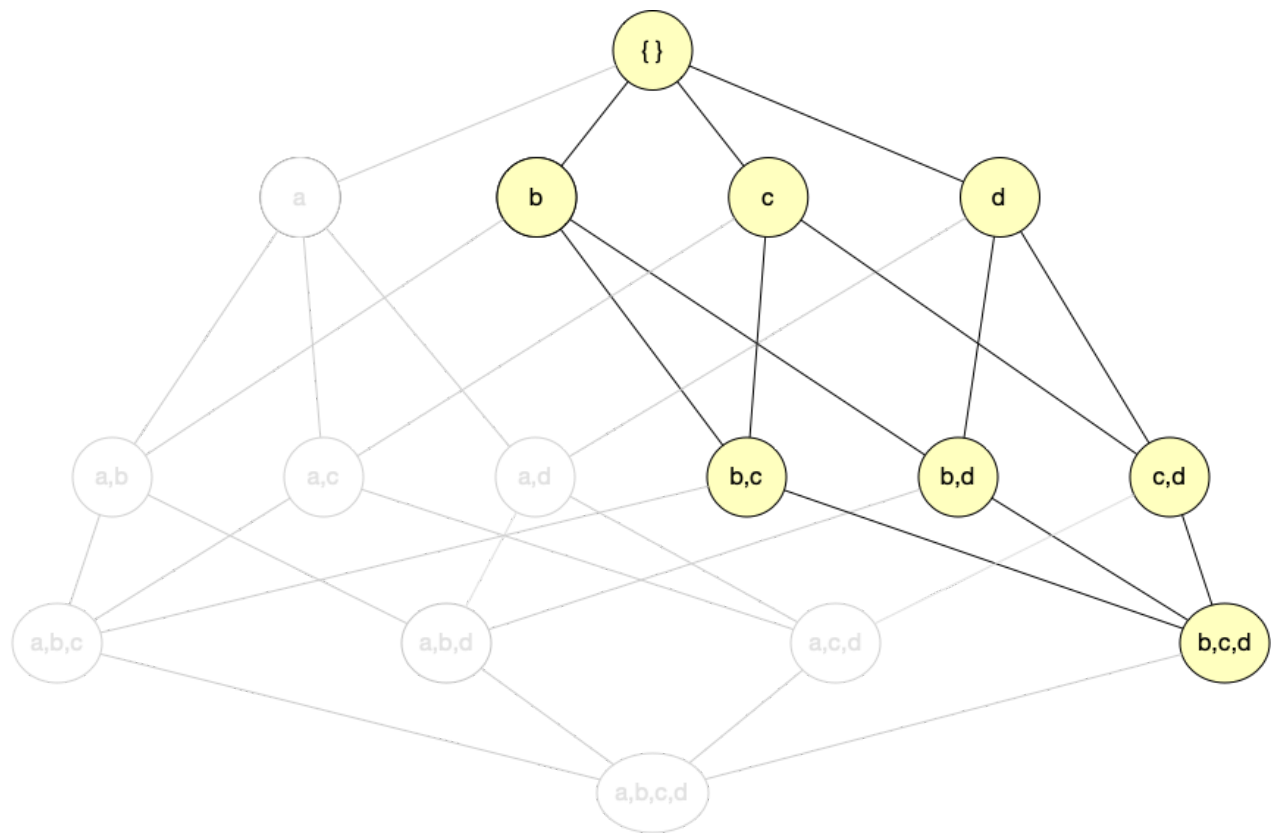 { }
a b c d
a,b a,c a,d b,c b,d c,d
a,b,c a,b,d a,c,d b,c,d
a,b,c,d